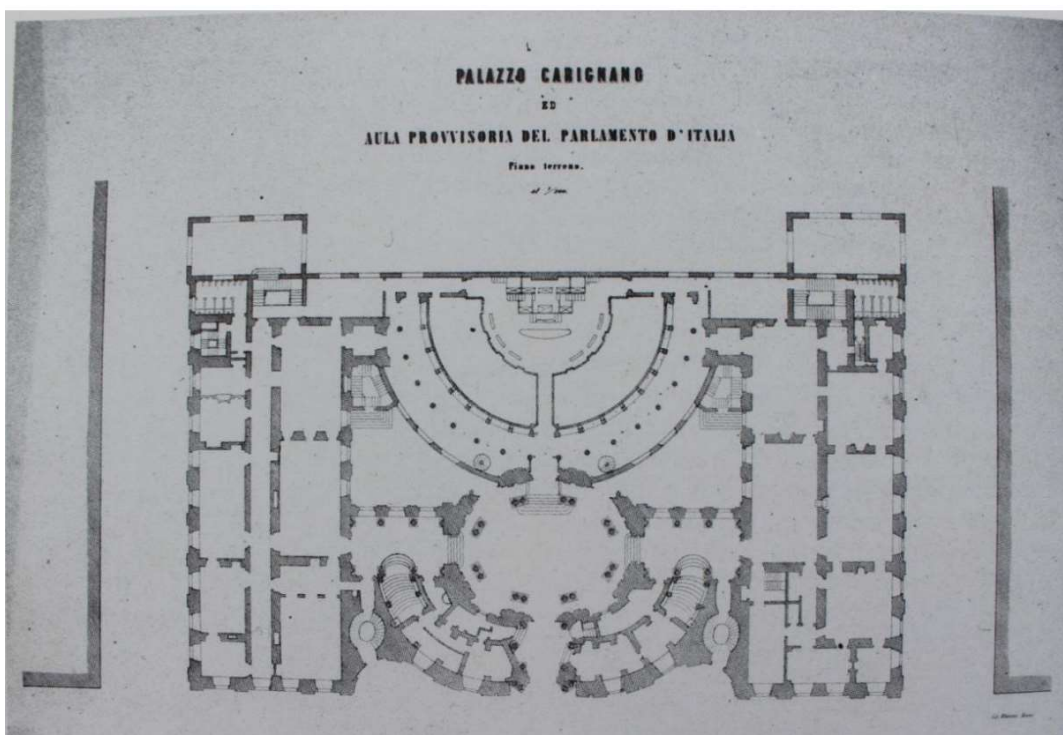 PALAZZO CARIGNANO
ED
AULA PROVVISORIA DEL PARLAMENTO D'ITALIA
Piano terreno.